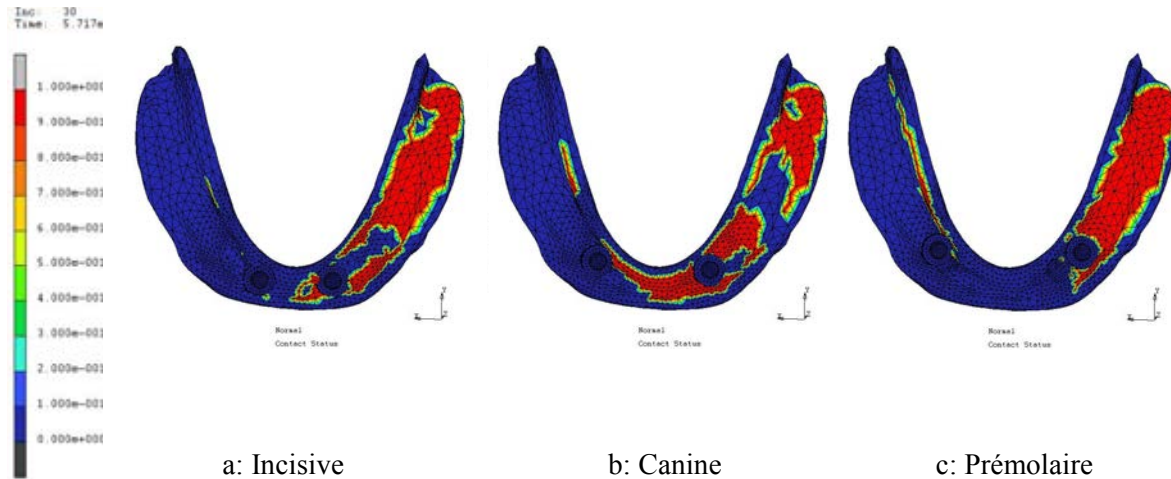 Inc: 30
Time: 5.717e
1.000e+000
9.000e-001
8.000e-001
7.000e-001
6.000e-001
5.000e-001
4.000e-001
3.000e-001
2.000e-001
1.000e-001
0.000e+000
Normal
Contact Status
Normal
Contact Status
Normal
Contact Status
a: Incisive
b: Canine
c: Prémolaire